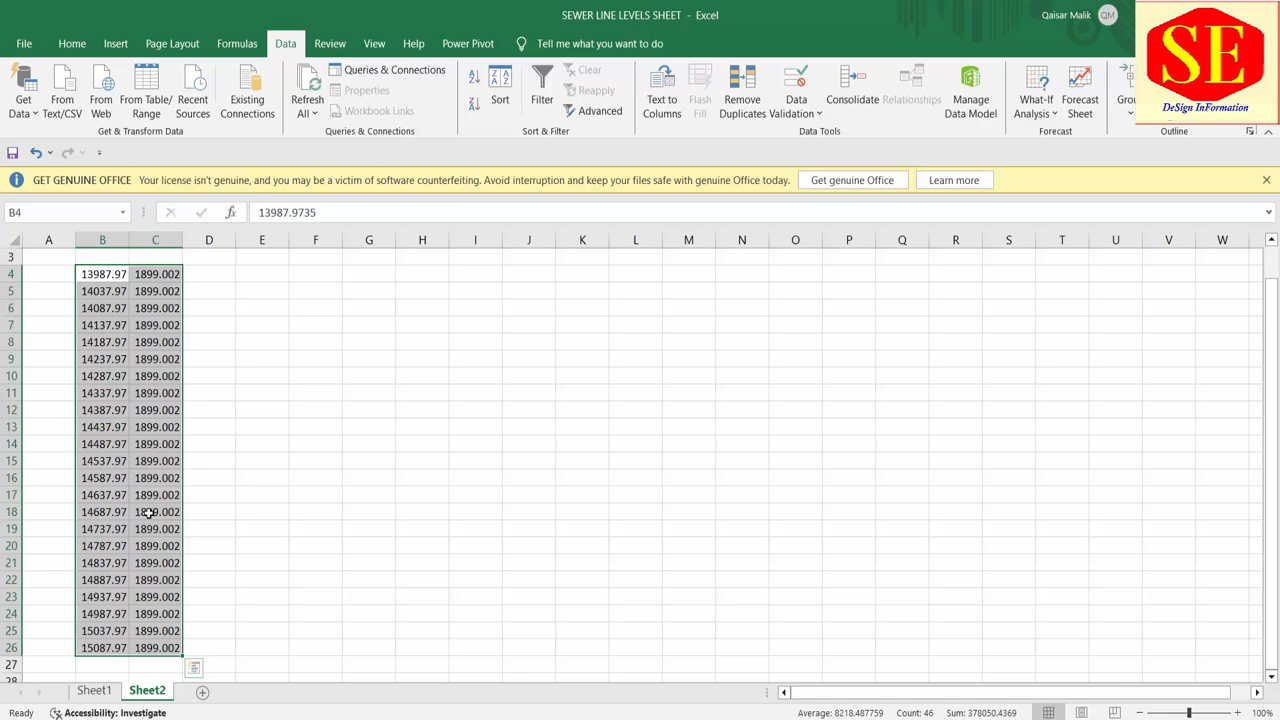 SEWER LINE LEVELS SHEET - Excel
Qaisar Malik QM
SE
DeSign InFormation
File Home Insert Page Layout Formulas Data Review View Help Power Pivot Tell me what you want to do
Get Data
From Text/CSV
From Web
From Table/ Range
Recent Sources
Existing Connections
Get & Transform Data
Refresh All
Queries & Connections
Properties
Workbook Links
Queries & Connections
Sort
Filter
Clear
Reapply
Advanced
Sort & Filter
Text to Columns
Flash Fill
Remove Duplicates
Data Validation
Consolidate
Relationships
Manage Data Model
Data Tools
What-If Analysis
Forecast Sheet
Forecast
Outline
GET GENUINE OFFICE Your license isn't genuine, and you may be a victim of software counterfeiting. Avoid interruption and keep your files safe with genuine Office today. Get genuine Office Learn more
B4 fx 13987.9735
A B C D E F G H I J K L M N O P Q R S T U V W
3
4 13987.97 1899.002
5 14037.97 1899.002
6 14087.97 1899.002
7 14137.97 1899.002
8 14187.97 1899.002
9 14237.97 1899.002
10 14287.97 1899.002
11 14337.97 1899.002
12 14387.97 1899.002
13 14437.97 1899.002
14 14487.97 1899.002
15 14537.97 1899.002
16 14587.97 1899.002
17 14637.97 1899.002
18 14687.97
19 14737.97 1899.002
20 14787.97 1899.002
21 14837.97 1899.002
22 14887.97 1899.002
23 14937.97 1899.002
24 14987.97 1899.002
25 15037.97 1899.002
26 15087.97 1899.002
27
28
Sheet1 Sheet2
Ready Accessibility: Investigate Average: 8218.487759 Count: 46 Sum: 378050.4369 100%